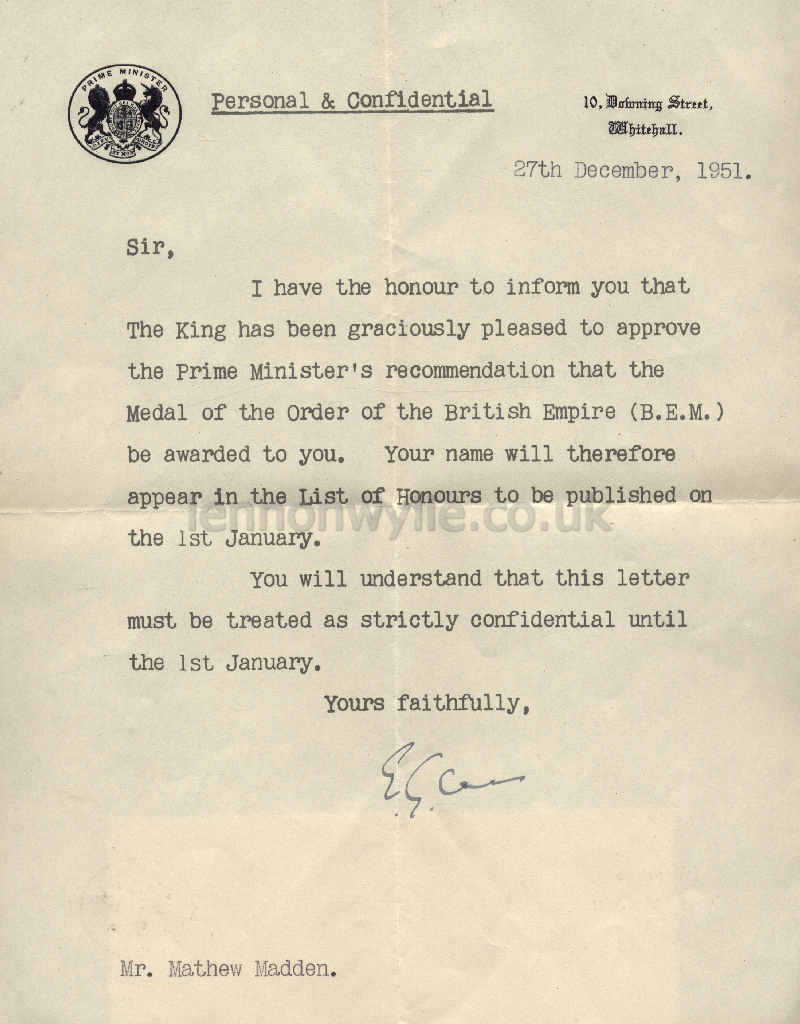 PRIME MINISTER
Personal & Confidential
10, Downing Street,
Whitehall.
27th December, 1951.
Sir,
I have the honour to inform you that
The King has been graciously pleased to approve
the Prime Minister's recommendation that the
Medal of the Order of the British Empire (B.E.M.)
be awarded to you. Your name will therefore
appear in the List of Honours to be published on
the 1st January.
lennonwylie.co.uk
You will understand that this letter
must be treated as strictly confidential until
the 1st January.
Yours faithfully,
Mr. Mathew Madden.